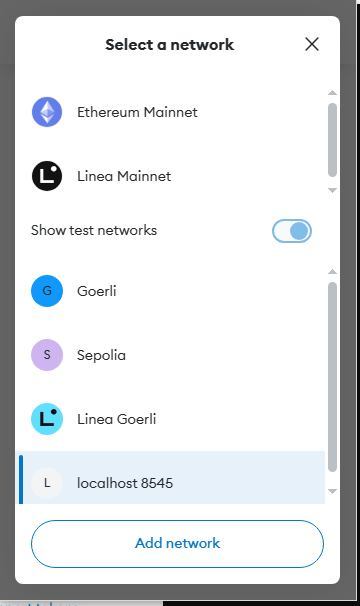 Select a network
Ethereum Mainnet
L
Linea Mainnet
Show test networks
G
Goerli
S
Sepolia
L
Linea Goerli
L
localhost 8545
Add network